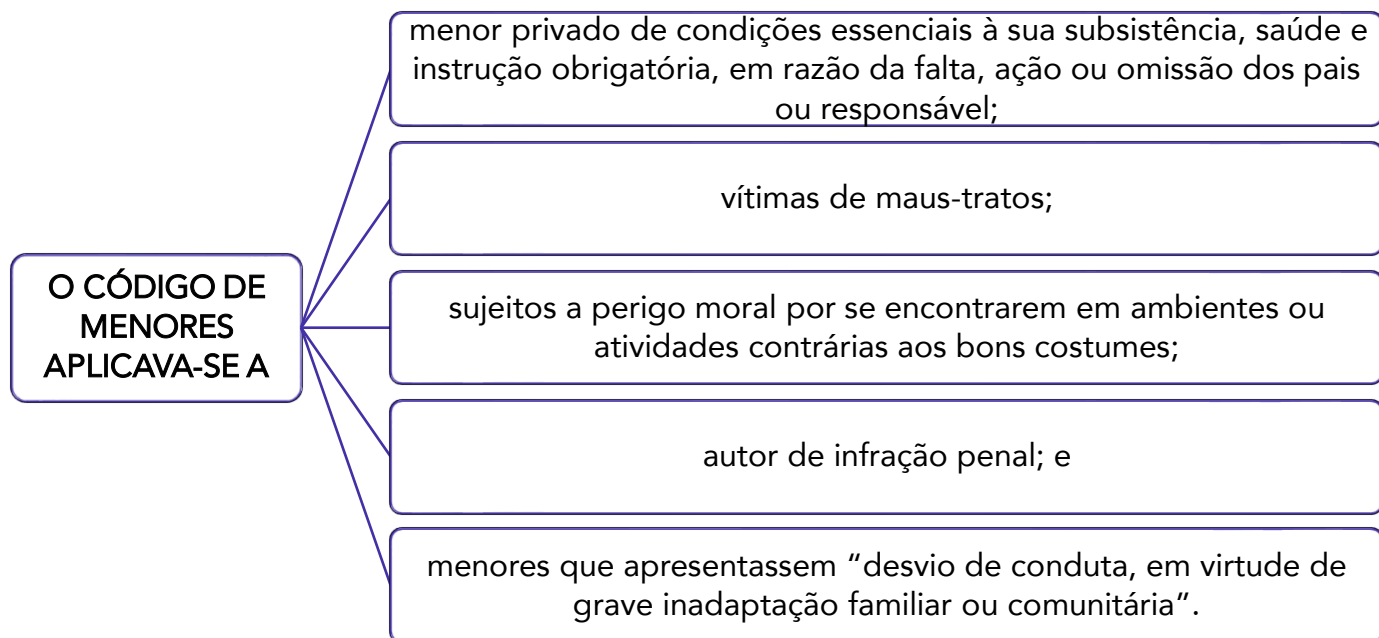 O CÓDIGO DE
MENORES
APLICAVA-SE A
menor privado de condições essenciais à sua subsistência, saúde e
instrução obrigatória, em razão da falta, ação ou omissão dos pais
ou responsável;
vítimas de maus-tratos;
sujeitos a perigo moral por se encontrarem em ambientes ou
atividades contrárias aos bons costumes;
autor de infração penal; e
menores que apresentassem “desvio de conduta, em virtude de
grave inadaptação familiar ou comunitária”.